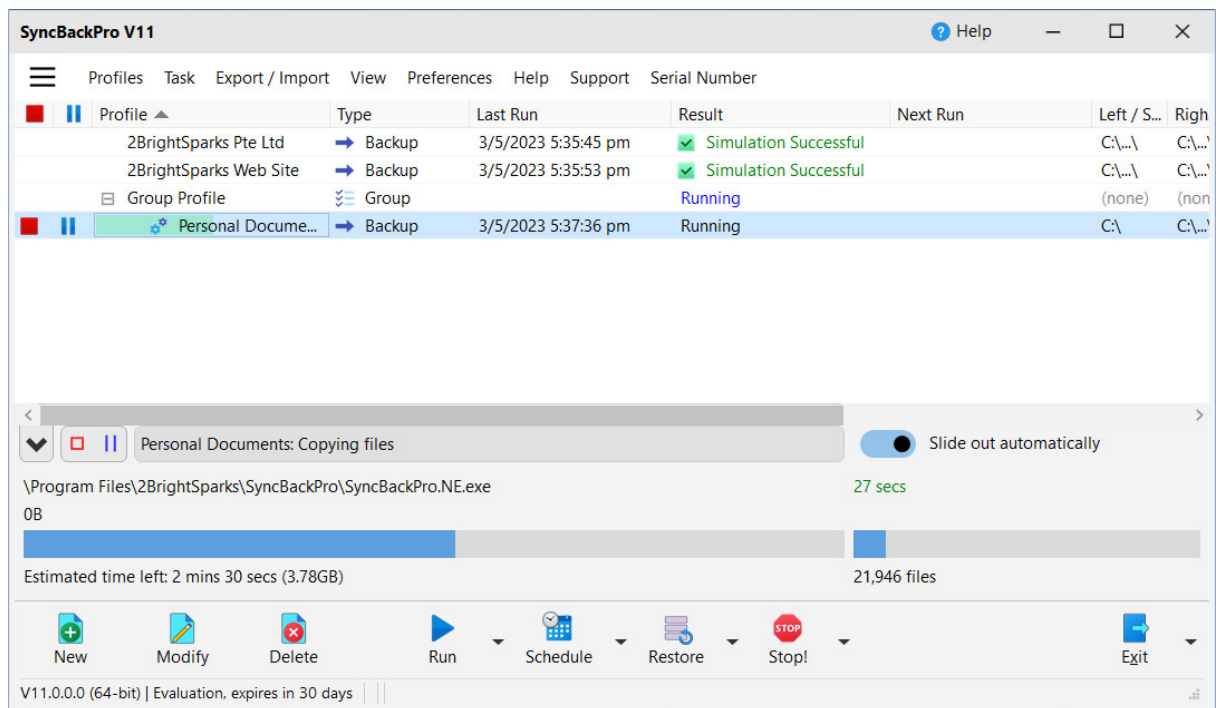 SyncBackPro V11 Help
Profiles Task Export / Import View Preferences Help Support Serial Number
Profile Type Last Run Result Next Run Left / S... Righ
2BrightSparks Pte Ltd Backup 3/5/2023 5:35:45 pm Simulation Successful C:\...\ C:\...\
2BrightSparks Web Site Backup 3/5/2023 5:35:53 pm Simulation Successful C:\...\ C:\...\
Group Profile Group Running (none) (non
Personal Docume... Backup 3/5/2023 5:37:36 pm Running C:\ C:\...\
Personal Documents: Copying files Slide out automatically
\Program Files\2BrightSparks\SyncBackPro\SyncBackPro.NE.exe 27 secs
0B
Estimated time left: 2 mins 30 secs (3.78GB) 21,946 files
STOP
New Modify Delete Run Schedule Restore Stop! Exit
V11.0.0.0 (64-bit) | Evaluation, expires in 30 days